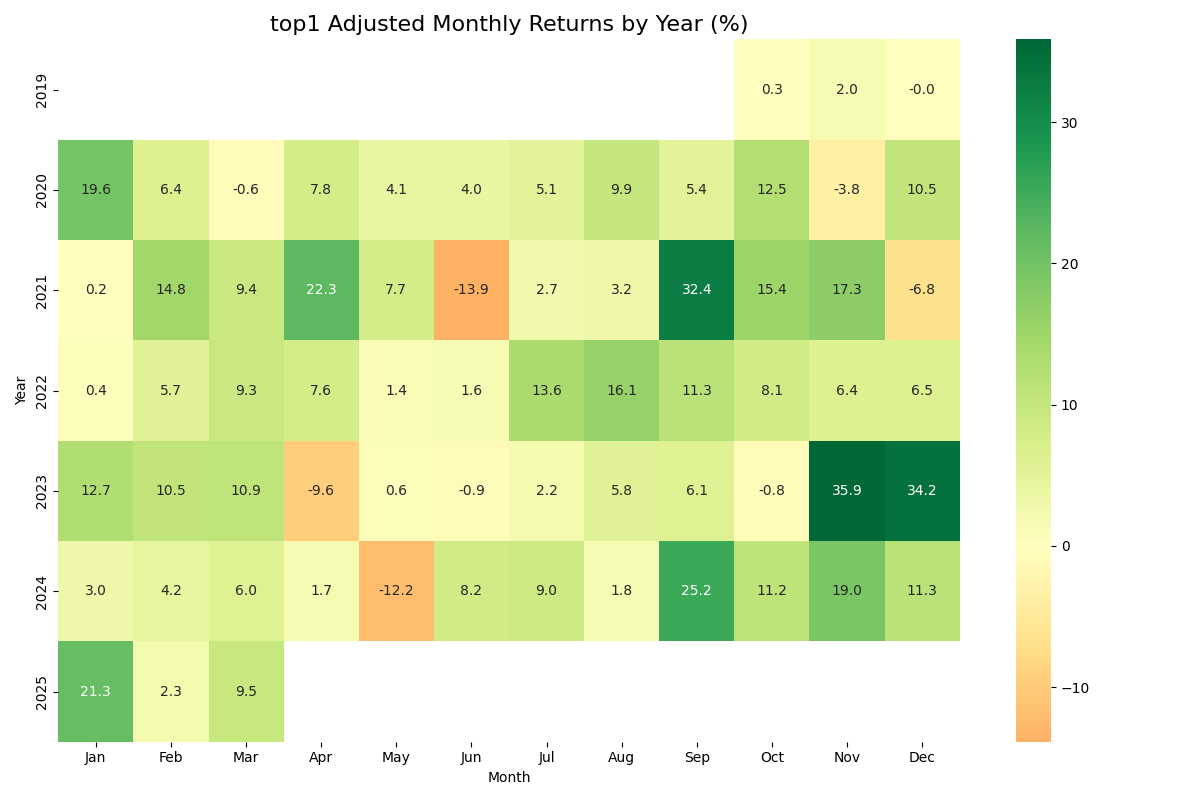 top1 Adjusted Monthly Returns by Year (%)
2019 0.3 2.0 -0.0
2020 19.6 6.4 -0.6 7.8 4.1 4.0 5.1 9.9 5.4 12.5 -3.8 10.5
2021 0.2 14.8 9.4 22.3 7.7 -13.9 2.7 3.2 32.4 15.4 17.3 -6.8
2022 0.4 5.7 9.3 7.6 1.4 1.6 13.6 16.1 11.3 8.1 6.4 6.5
2023 12.7 10.5 10.9 -9.6 0.6 -0.9 2.2 5.8 6.1 -0.8 35.9 34.2
2024 3.0 4.2 6.0 1.7 -12.2 8.2 9.0 1.8 25.2 11.2 19.0 11.3
2025 21.3 2.3 9.5
Year
Jan Feb Mar Apr May Jun Jul Aug Sep Oct Nov Dec
Month
30
20
10
0
−10